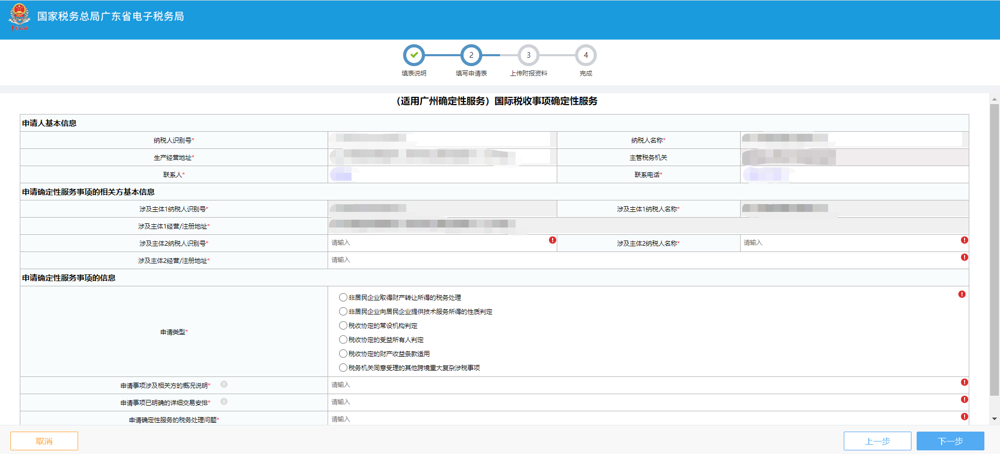 国家税务总局广东省电子税务局
2
3
4
填表说明
填写申请表
上传附报资料
完成
（适用广州确定性服务）国际税收事项确定性服务
申请人基本信息
纳税人识别号*
纳税人名称*
生产经营地址*
主管税务机关
联系人*
联系电话*
申请确定性服务事项的相关方基本信息
涉及主体1纳税人识别号*
涉及主体1纳税人名称*
涉及主体1经营/注册地址*
涉及主体2纳税人识别号*
请输入
涉及主体2纳税人名称*
请输入
涉及主体2经营/注册地址*
请输入
申请确定性服务事项的信息
申请类型*
非居民企业取得财产转让所得的税务处理
非居民企业向居民企业提供技术服务所得的性质判定
税收协定的常设机构判定
税收协定的受益所有人判定
税收协定的财产收益条款适用
税务机关同意受理的其他跨境重大复杂涉税事项
申请事项涉及相关方的概况说明*
请输入
申请事项已明确的详细交易安排*
请输入
申请确定性服务的税务处理问题*
请输入
取消
上一步
下一步